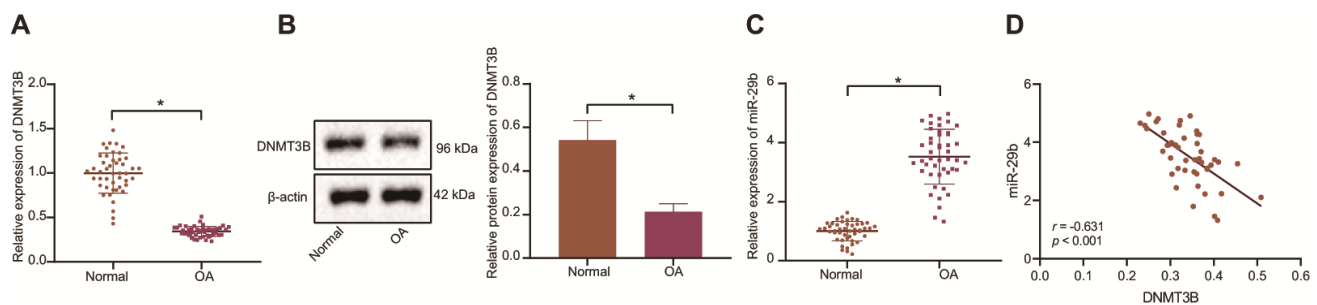 A
Relative expression of DNMT3B
2.0
1.5
1.0
0.5
0.0
*
Normal
OA
B
DNMT3B
96 kDa
β-actin
42 kDa
Normal
OA
Relative protein expression of DNMT3B
0.8
0.6
0.4
0.2
0.0
*
Normal
OA
C
Relative expression of miR-29b
6
4
2
0
*
Normal
OA
D
miR-29b
6
4
2
0
r = -0.631
p < 0.001
0.0 0.1 0.2 0.3 0.4 0.5 0.6
DNMT3B